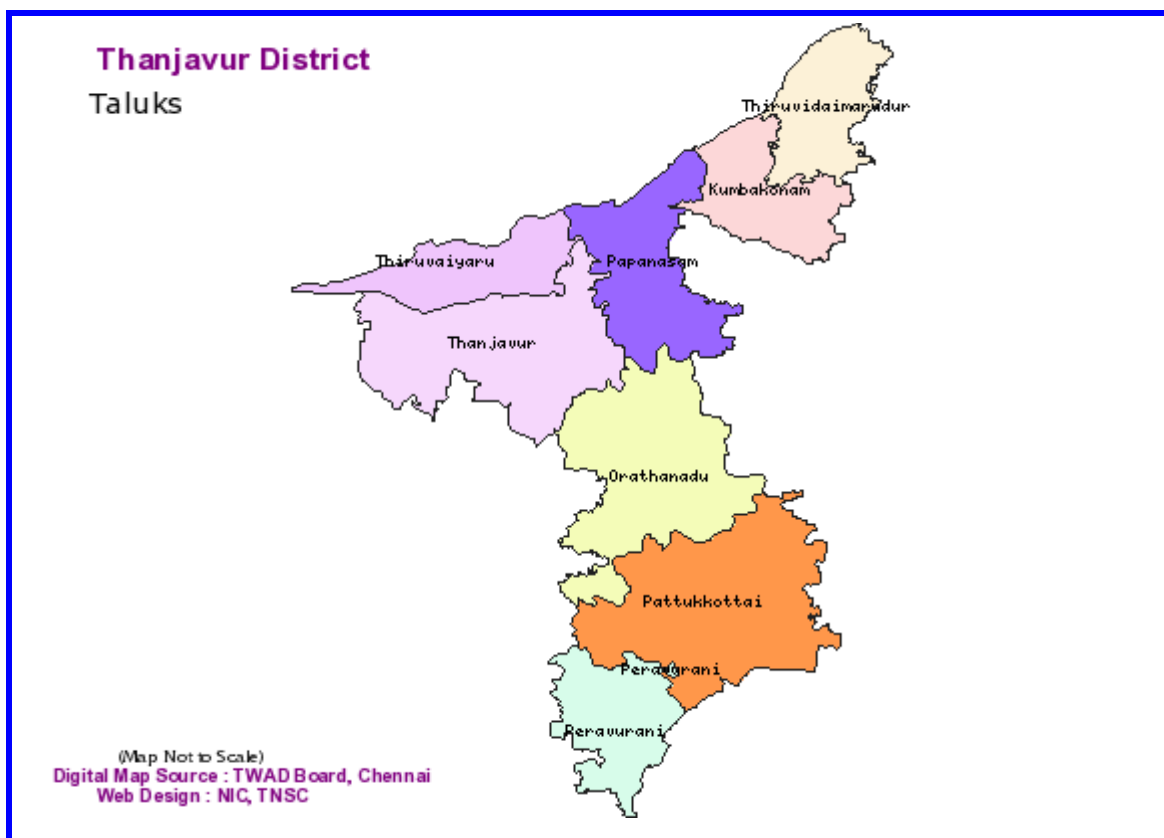 Thanjavur District
Taluks
Thiruvidaimarudur
Kumbakonam
Thiruvaiyaru
Papanasam
Thanjavur
Orathanadu
Pattukkottai
Peravurani
Peravurani
(Map Not to Scale)
Digital Map Source : TWAD Board, Chennai
Web Design : NIC, TNSC